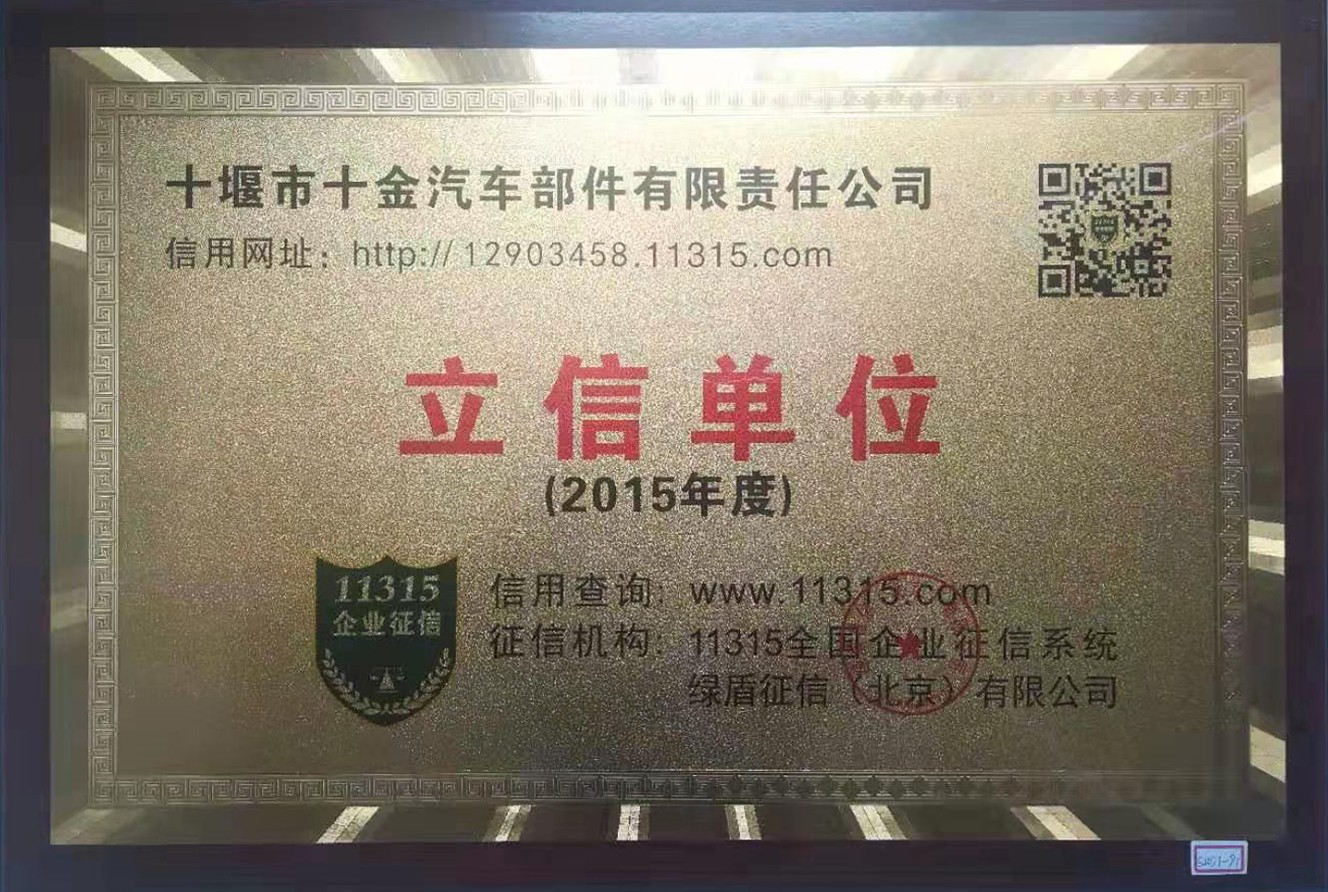 十堰市十金汽车部件有限责任公司
信用网址：http://12903458.11315.com
立信单位
(2015年度)
11315
企业征信
信用查询：www.11315.com
征信机构：11315全国企业征信系统
绿盾征信（北京）有限公司